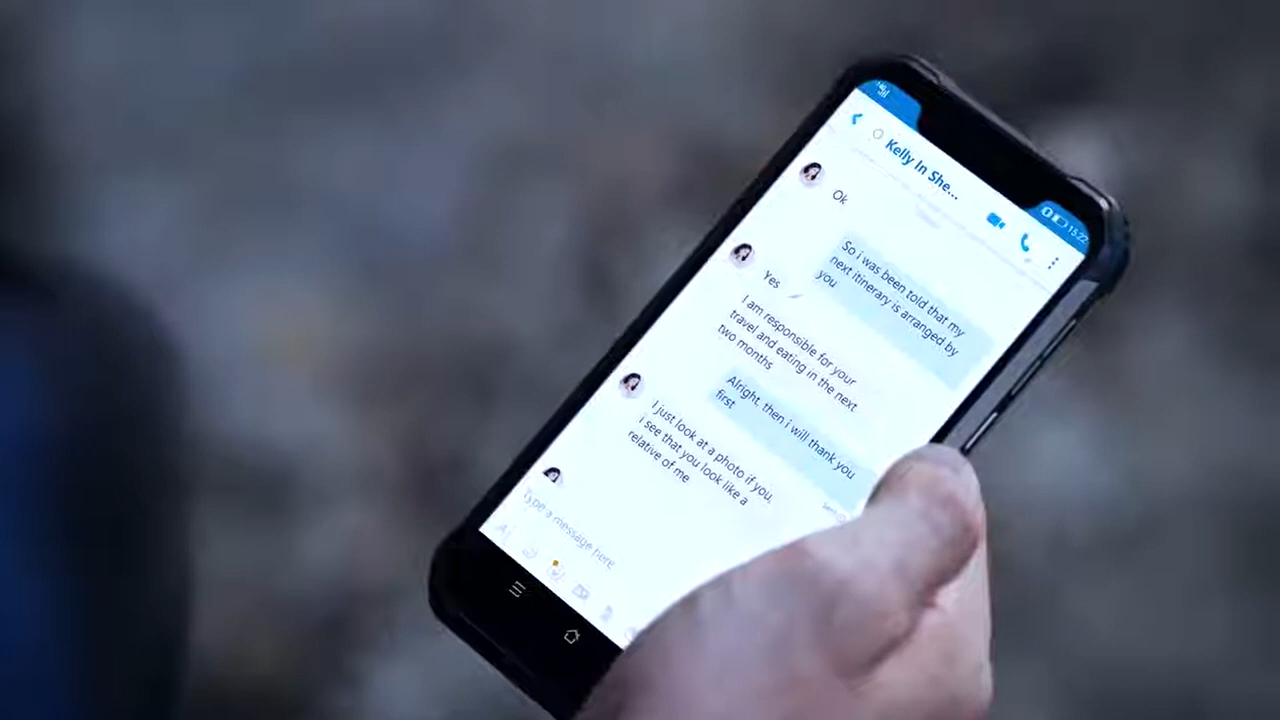 15:22
Kelly In She...
Ok
So i was been told that my
next itinerary is arranged by
you
Yes
I am responsible for your
travel and eating in the next
two months
Alright, then i will thank you
first
I just look at a photo if you,
i see that you look like a
relative of me
Type a message here